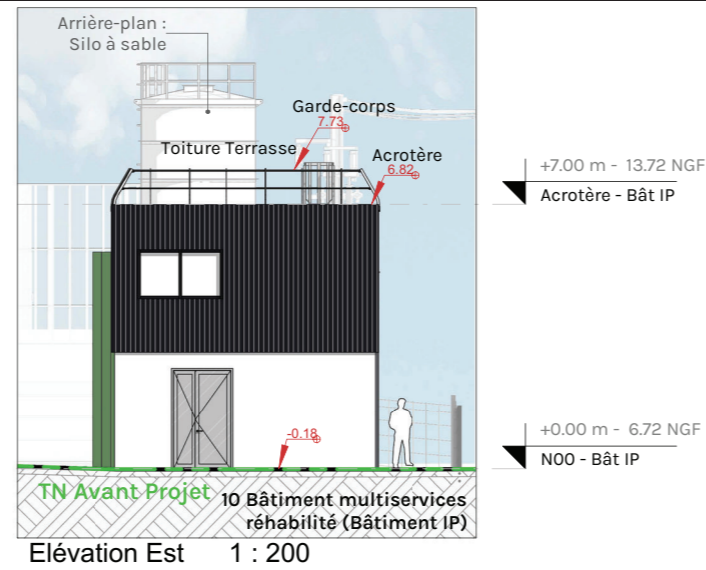 Arrière-plan :
Silo à sable
Garde-corps
7.73
Toiture Terrasse
Acrotère
6.82
+7.00 m - 13.72 NGF
Acrotère - Bât IP
-0.18
+0.00 m - 6.72 NGF
N00 - Bât IP
TN Avant Projet
10 Bâtiment multiservices
réhabilité (Bâtiment IP)
Elévation Est 1 : 200